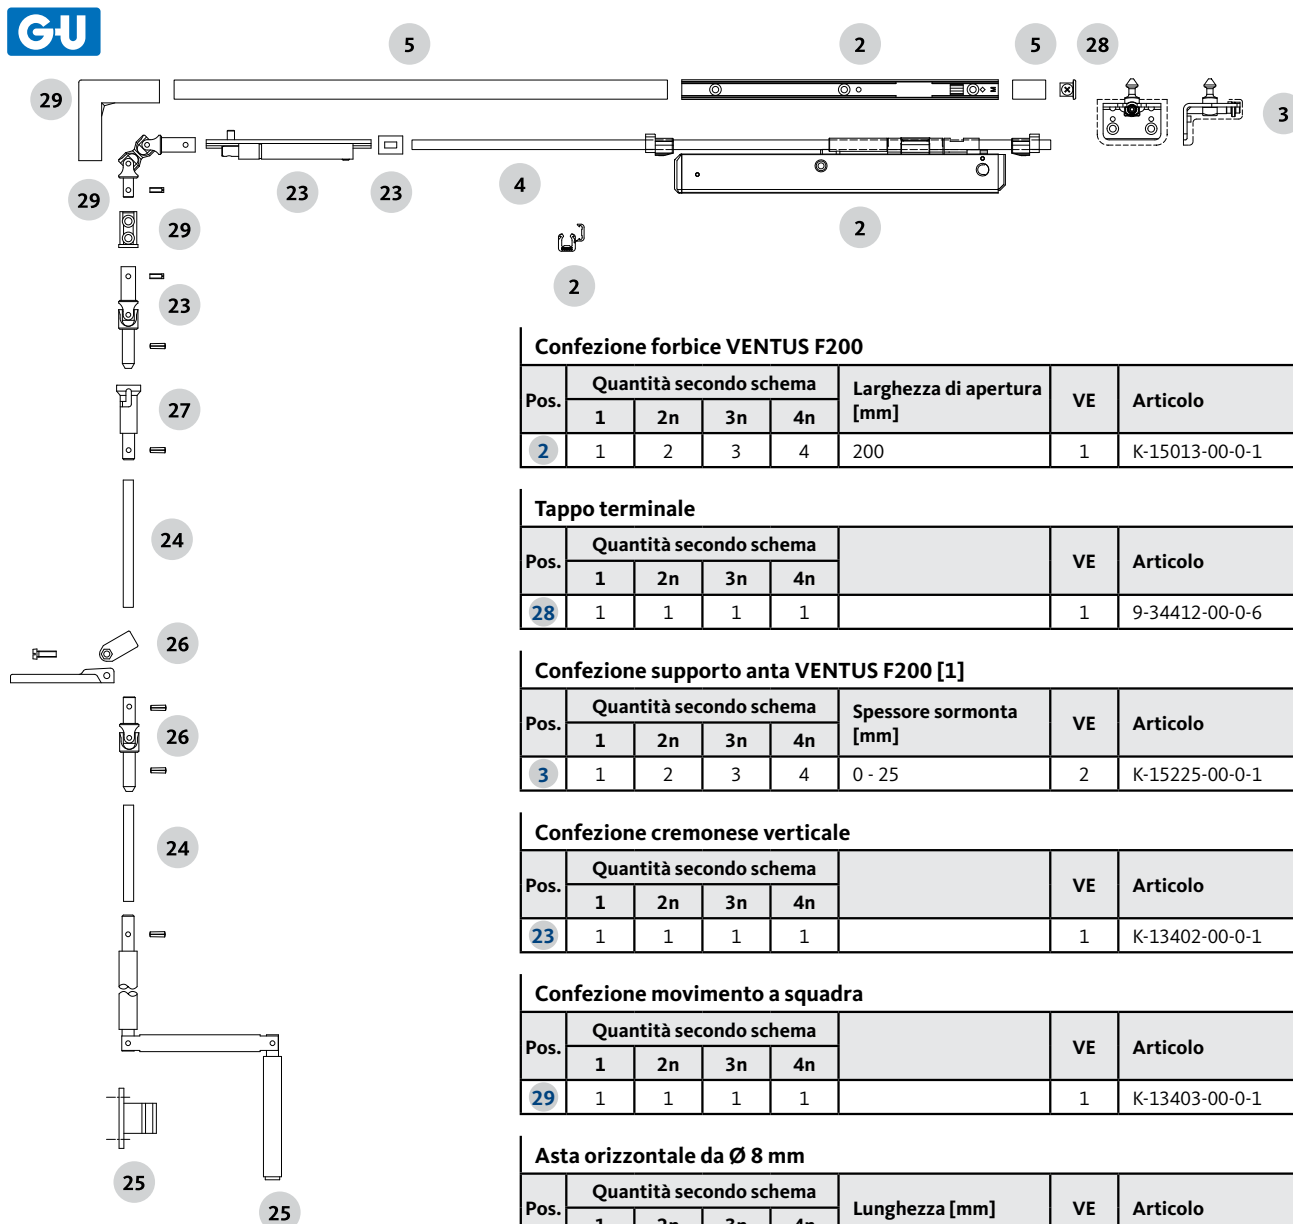 GU
5
2
5
28
29
3
29
23
23
4
29
2
23
2
27
24
26
26
24
25
25
Confezione forbice VENTUS F200
Pos. Quantità secondo schema Larghezza di apertura [mm] VE Articolo
1 2n 3n 4n
2 1 2 3 4 200 1 K-15013-00-0-1
Tappo terminale
Pos. Quantità secondo schema VE Articolo
1 2n 3n 4n
28 1 1 1 1 1 9-34412-00-0-6
Confezione supporto anta VENTUS F200 [1]
Pos. Quantità secondo schema Spessore sormonta [mm] VE Articolo
1 2n 3n 4n
3 1 2 3 4 0 - 25 2 K-15225-00-0-1
Confezione cremonese verticale
Pos. Quantità secondo schema VE Articolo
1 2n 3n 4n
23 1 1 1 1 1 K-13402-00-0-1
Confezione movimento a squadra
Pos. Quantità secondo schema VE Articolo
1 2n 3n 4n
29 1 1 1 1 1 K-13403-00-0-1
Asta orizzontale da Ø 8 mm
Pos. Quantità secondo schema Lunghezza [mm] VE Articolo
1 2n 3n 4n